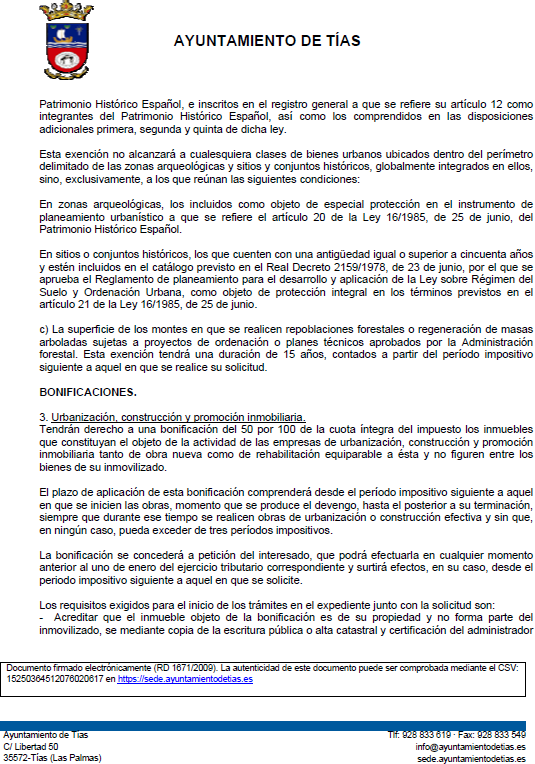 AYUNTAMIENTO DE TÍAS
Patrimonio Histórico Español, e inscritos en el registro general a que se refiere su artículo 12 como
integrantes del Patrimonio Histórico Español, así como los comprendidos en las disposiciones
adicionales primera, segunda y quinta de dicha ley.
Esta exención no alcanzará a cualesquiera clases de bienes urbanos ubicados dentro del perímetro
delimitado de las zonas arqueológicas y sitios y conjuntos históricos, globalmente integrados en ellos,
sino, exclusivamente, a los que reúnan las siguientes condiciones:
En zonas arqueológicas, los incluidos como objeto de especial protección en el instrumento de
planeamiento urbanístico a que se refiere el artículo 20 de la Ley 16/1985, de 25 de junio, del
Patrimonio Histórico Español.
En sitios o conjuntos históricos, los que cuenten con una antigüedad igual o superior a cincuenta años
y estén incluidos en el catálogo previsto en el Real Decreto 2159/1978, de 23 de junio, por el que se
aprueba el Reglamento de planeamiento para el desarrollo y aplicación de la Ley sobre Régimen del
Suelo y Ordenación Urbana, como objeto de protección integral en los términos previstos en el
artículo 21 de la Ley 16/1985, de 25 de junio.
c) La superficie de los montes en que se realicen repoblaciones forestales o regeneración de masas
arboladas sujetas a proyectos de ordenación o planes técnicos aprobados por la Administración
forestal. Esta exención tendrá una duración de 15 años, contados a partir del período impositivo
siguiente a aquel en que se realice su solicitud.
BONIFICACIONES.
3. Urbanización, construcción y promoción inmobiliaria.
Tendrán derecho a una bonificación del 50 por 100 de la cuota íntegra del impuesto los inmuebles
que constituyan el objeto de la actividad de las empresas de urbanización, construcción y promoción
inmobiliaria tanto de obra nueva como de rehabilitación equiparable a ésta y no figuren entre los
bienes de su inmovilizado.
El plazo de aplicación de esta bonificación comprenderá desde el período impositivo siguiente a aquel
en que se inicien las obras, momento que se produce el devengo, hasta el posterior a su terminación,
siempre que durante ese tiempo se realicen obras de urbanización o construcción efectiva y sin que,
en ningún caso, pueda exceder de tres períodos impositivos.
La bonificación se concederá a petición del interesado, que podrá efectuarla en cualquier momento
anterior al uno de enero del ejercicio tributario correspondiente y surtirá efectos, en su caso, desde el
periodo impositivo siguiente a aquel en que se solicite.
Los requisitos exigidos para el inicio de los trámites en el expediente junto con la solicitud son:
- Acreditar que el inmueble objeto de la bonificación es de su propiedad y no forma parte del
inmovilizado, se mediante copia de la escritura pública o alta catastral y certificación del administrador
Documento firmado electrónicamente (RD 1671/2009). La autenticidad de este documento puede ser comprobada mediante el CSV:
15250364512076020617 en https://sede.ayuntamientodetias.es
Ayuntamiento de Tías
C/ Libertad 50
35572-Tías (Las Palmas)
Tlf: 928 833 619 · Fax: 928 833 549
info@ayuntamientodetias.es
sede.ayuntamientodetias.es